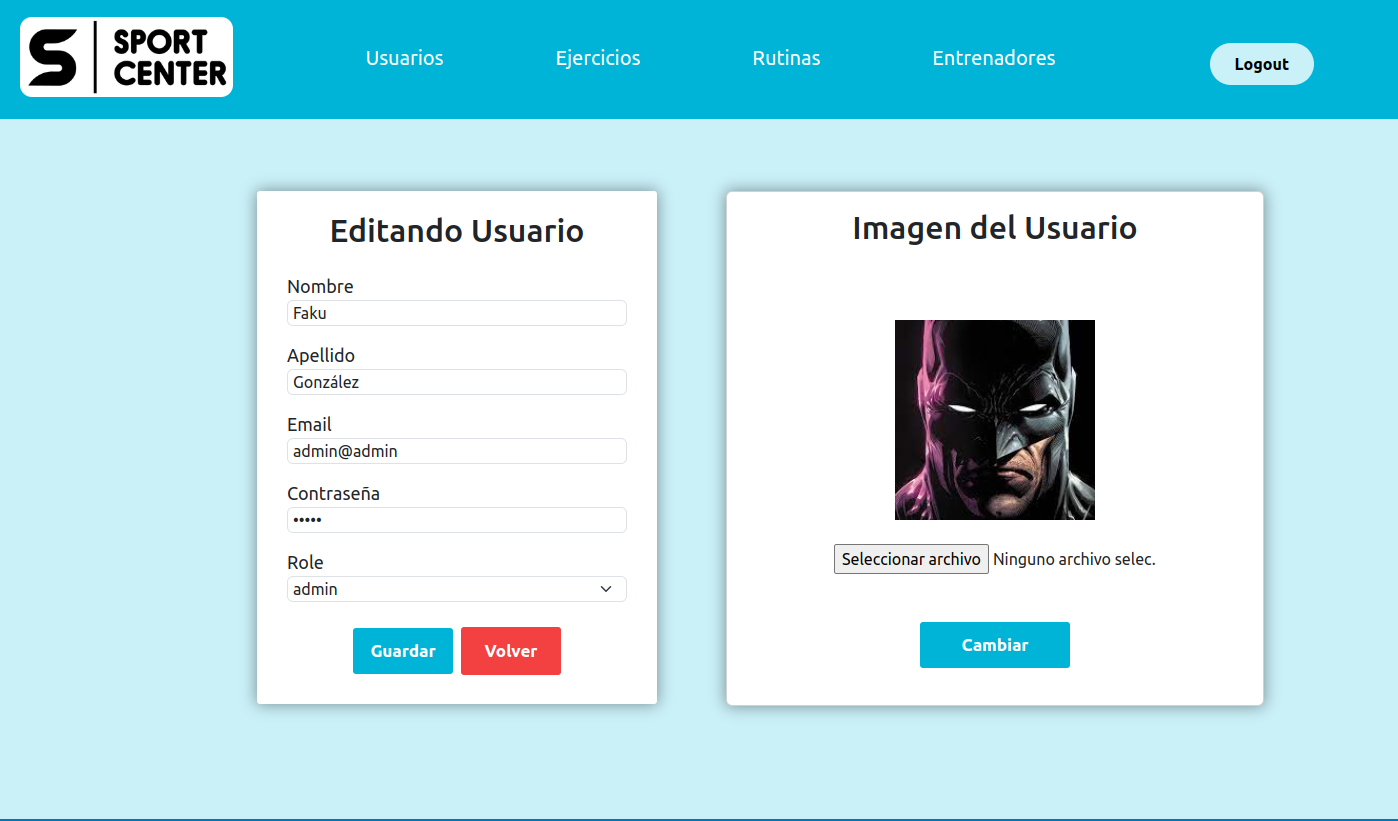 SPORT
CENTER
Usuarios
Ejercicios
Rutinas
Entrenadores
Logout
Editando Usuario
Nombre
Faku
Apellido
González
Email
admin@admin
Contraseña
•••••
Role
admin
Guardar
Volver
Imagen del Usuario
Seleccionar archivo Ninguno archivo selec.
Cambiar